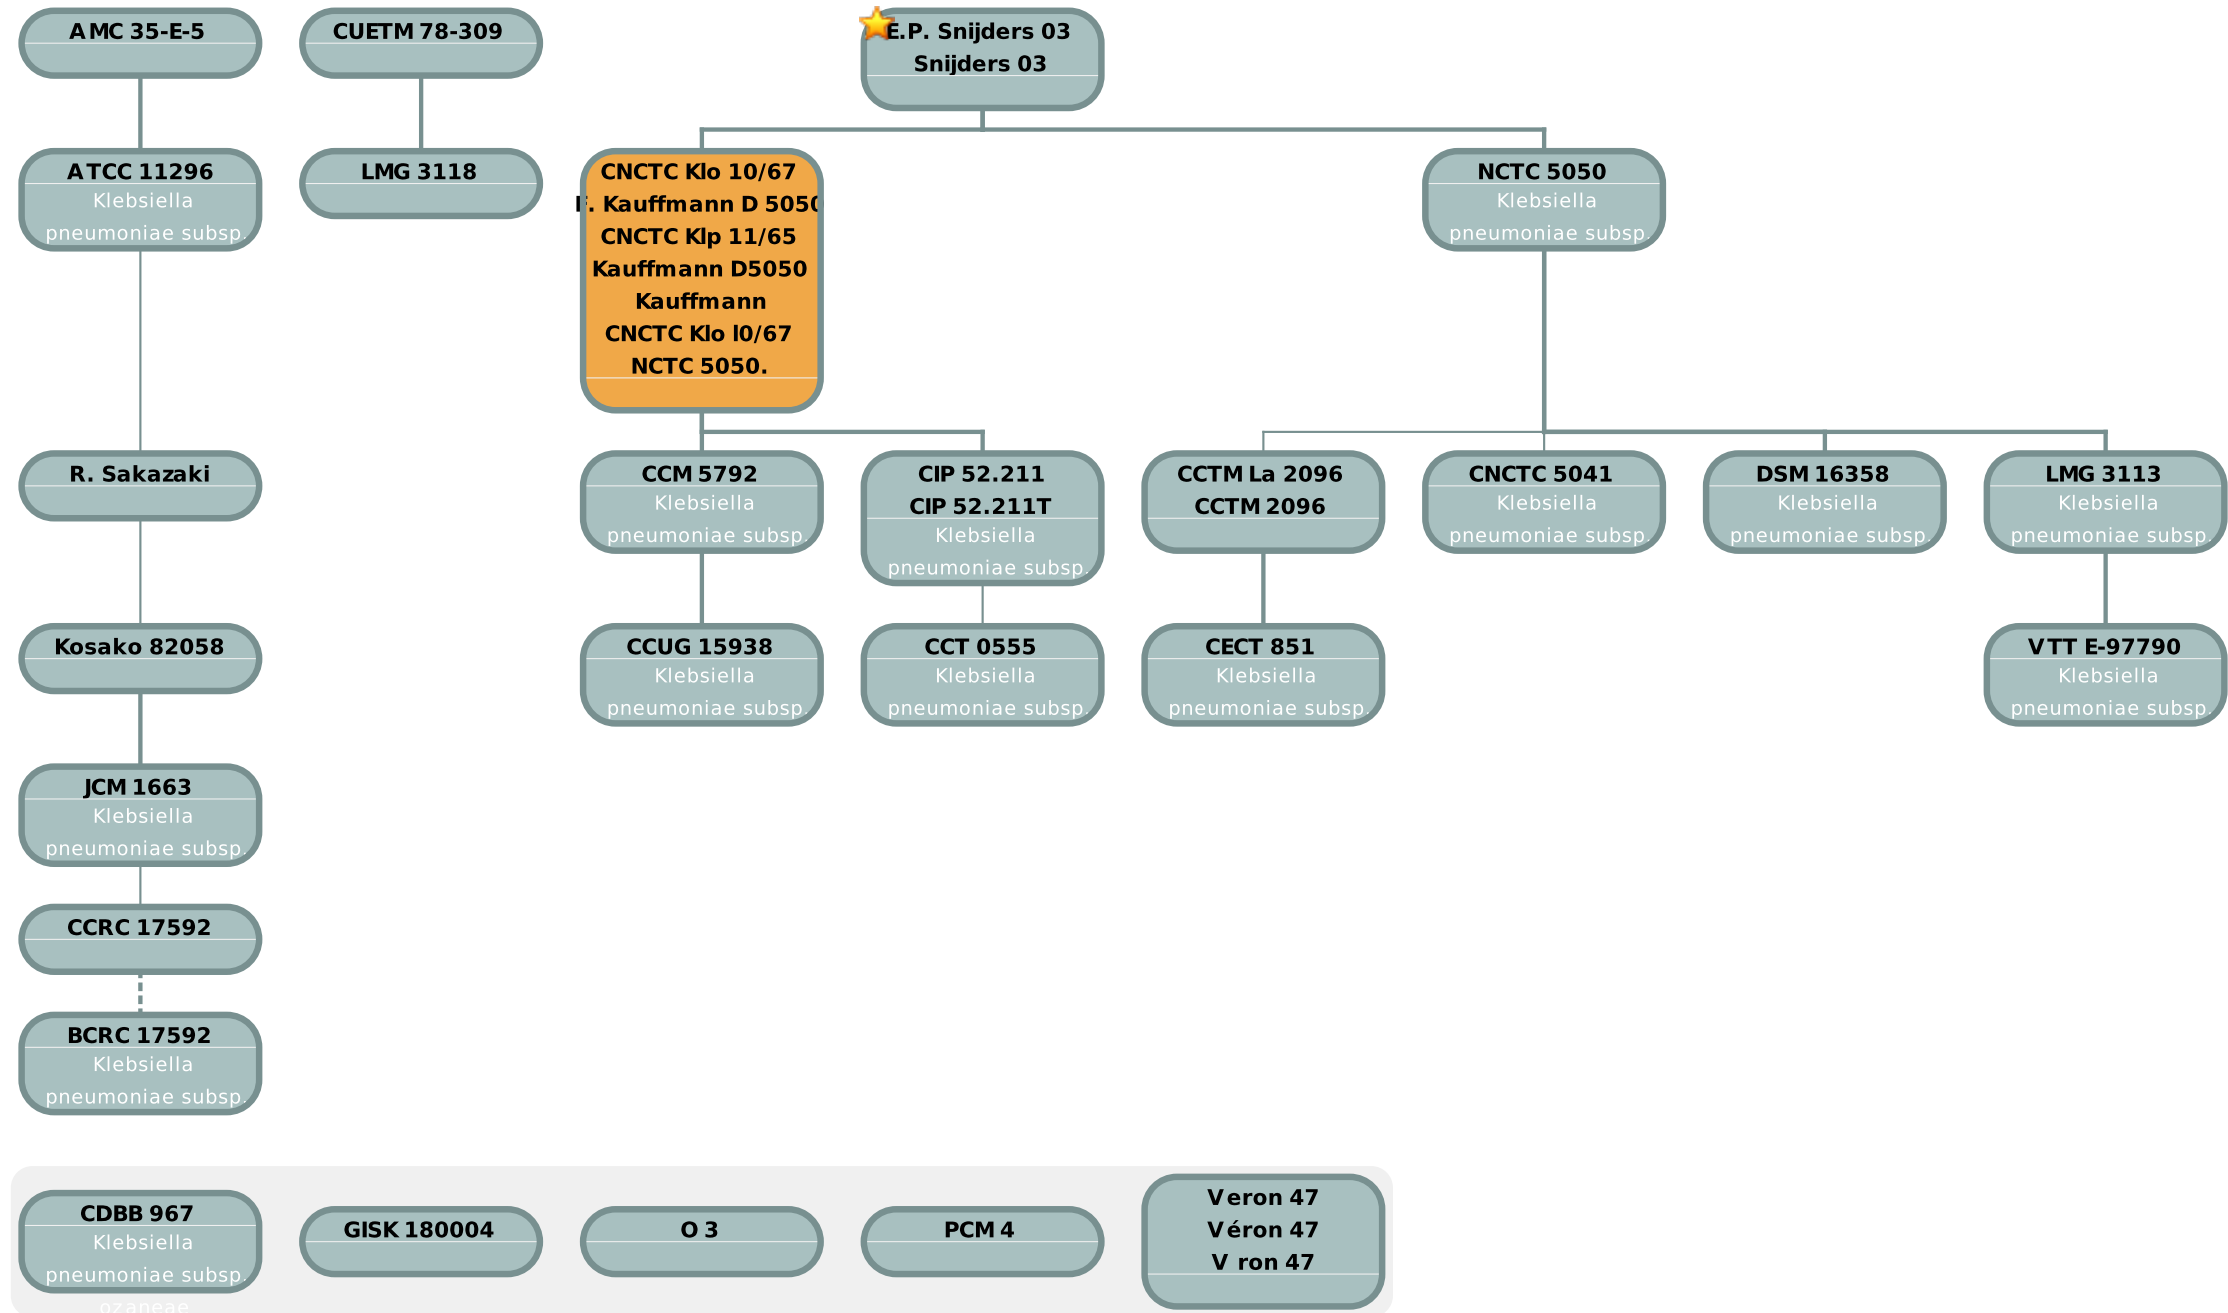 AMC 35-E-5
CUETM 78-309
E.P. Snijders 03
Snijders 03
ATCC 11296
Klebsiella
pneumoniae subsp.
LMG 3118
CNCTC Klo 10/67
F. Kauffmann D 5050
CNCTC Klp 11/65
Kauffmann D5050
Kauffmann
CNCTC Klo l0/67
NCTC 5050.
NCTC 5050
Klebsiella
pneumoniae subsp.
R. Sakazaki
CCM 5792
Klebsiella
pneumoniae subsp.
CIP 52.211
CIP 52.211T
Klebsiella
pneumoniae subsp.
CCTM La 2096
CCTM 2096
CNCTC 5041
Klebsiella
pneumoniae subsp.
DSM 16358
Klebsiella
pneumoniae subsp.
LMG 3113
Klebsiella
pneumoniae subsp.
Kosako 82058
CCUG 15938
Klebsiella
pneumoniae subsp.
CCT 0555
Klebsiella
pneumoniae subsp.
CECT 851
Klebsiella
pneumoniae subsp.
VTT E-97790
Klebsiella
pneumoniae subsp.
JCM 1663
Klebsiella
pneumoniae subsp.
CCRC 17592
BCRC 17592
Klebsiella
pneumoniae subsp.
CDBB 967
Klebsiella
pneumoniae subsp.
ozaneae
GISK 180004
O 3
PCM 4
Veron 47
Véron 47
V ron 47